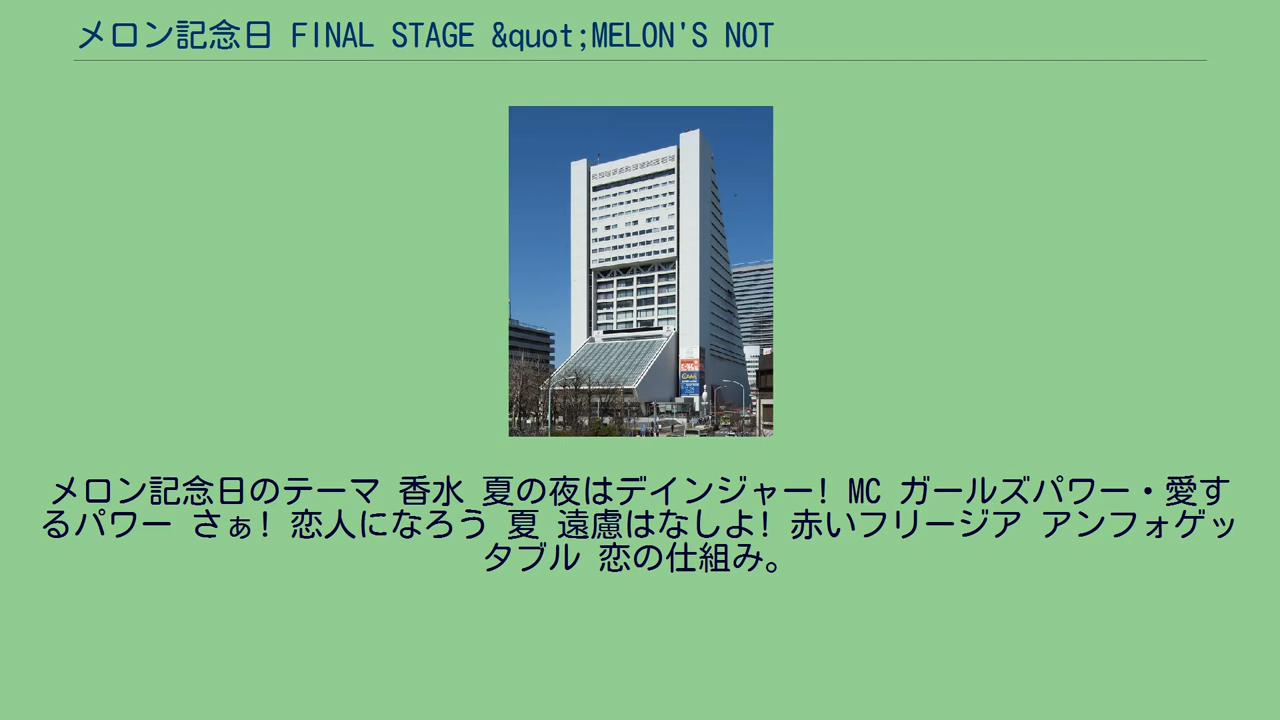 メロン記念日 FINAL STAGE &quot;MELON'S NOT
メロン記念日のテーマ 香水 夏の夜はデインジャー! MC ガールズパワー・愛す
るパワー さぁ! 恋人になろう 夏 遠慮はなしよ! 赤いフリージア アンフォゲッ
タブル 恋の仕組み。